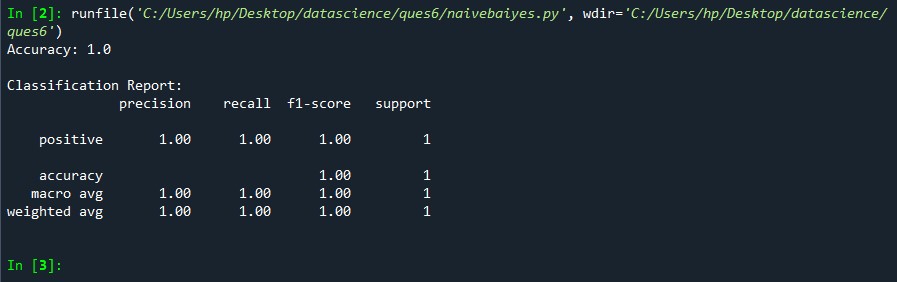 In [2]: runfile('C:/Users/hp/Desktop/datascience/ques6/naivebaiyes.py', wdir='C:/Users/hp/Desktop/datascience/
ques6')
Accuracy: 1.0
Classification Report:
precision recall f1-score support
positive 1.00 1.00 1.00 1
accuracy 1.00 1
macro avg 1.00 1.00 1.00 1
weighted avg 1.00 1.00 1.00 1
In [3]: